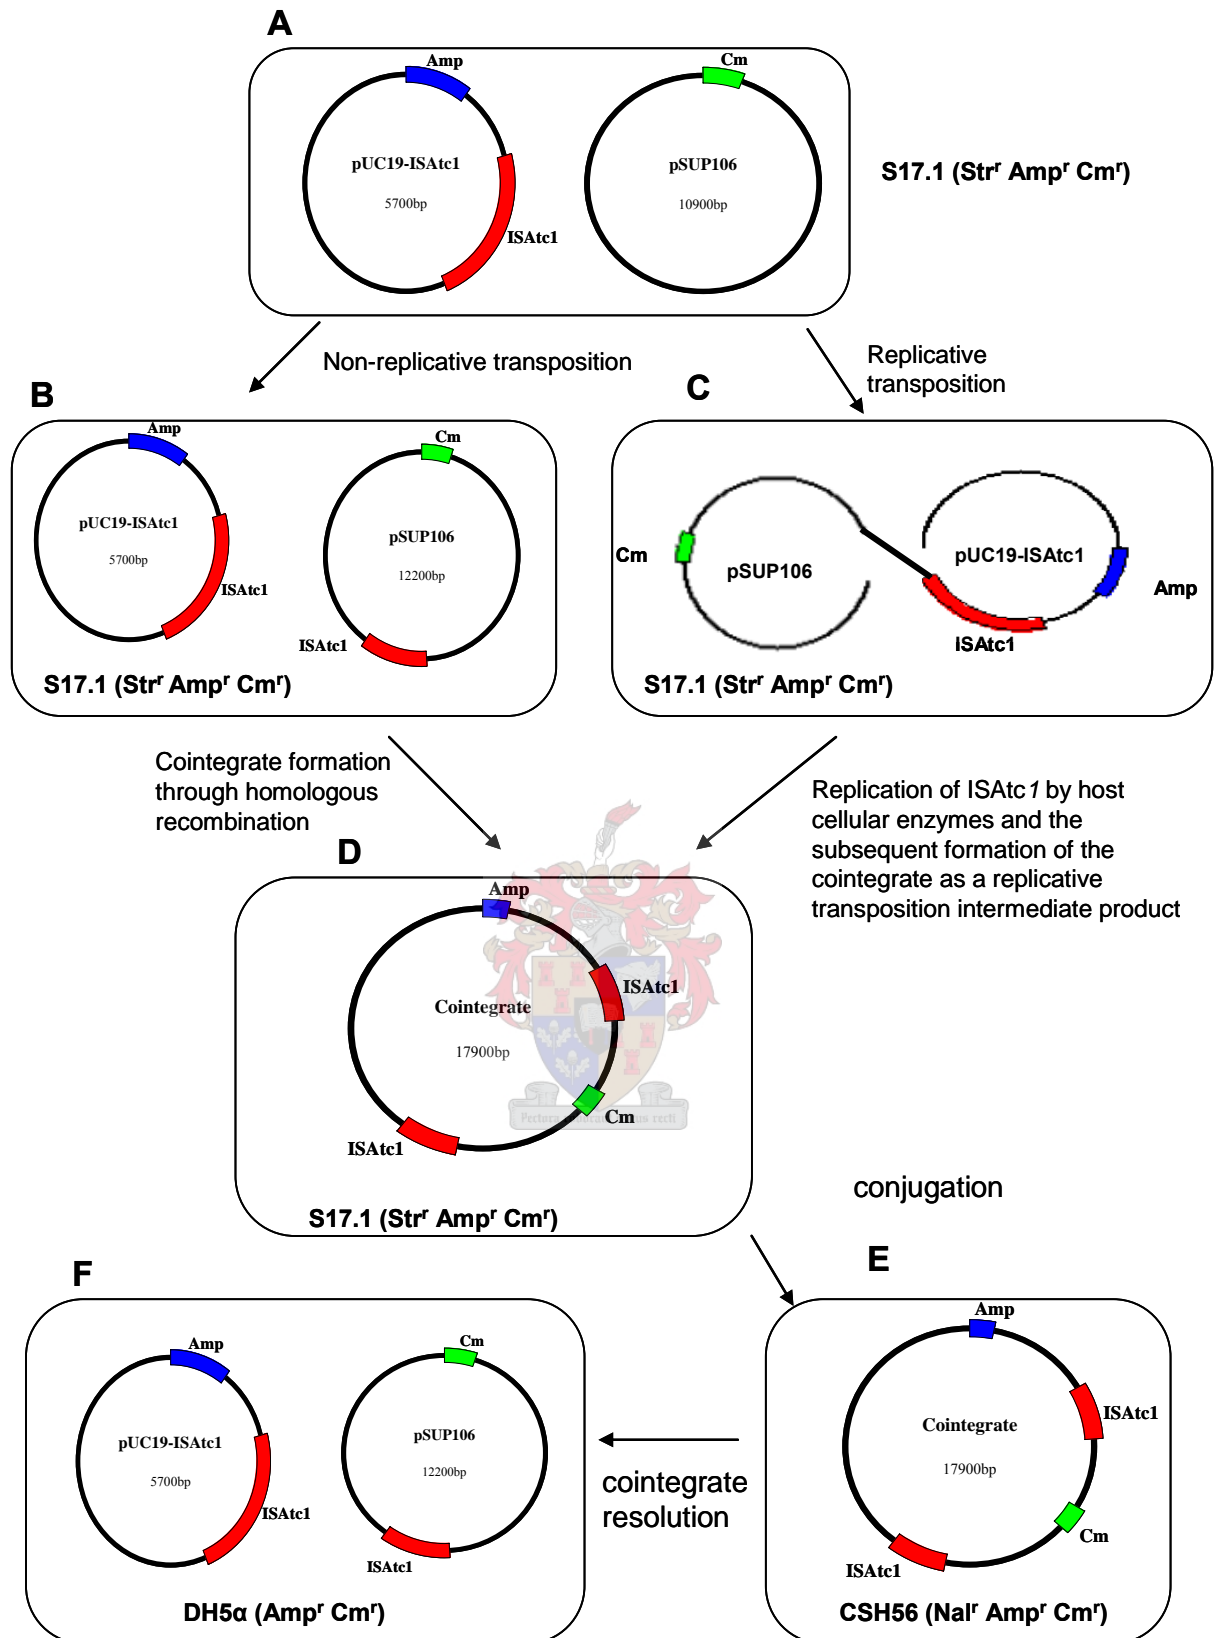 A
Amp
Cm
pUC19-ISAtc1
5700bp
ISAtc1
pSUP106
10900bp
S17.1 (Strʳ Ampʳ Cmʳ)
Non-replicative transposition
Replicative
transposition
B
Amp
Cm
pUC19-ISAtc1
5700bp
ISAtc1
pSUP106
12200bp
ISAtc1
S17.1 (Strʳ Ampʳ Cmʳ)
C
Cm
pSUP106
pUC19-ISAtc1
Amp
ISAtc1
S17.1 (Strʳ Ampʳ Cmʳ)
Cointegrate formation
through homologous
recombination
Replication of ISAtc1 by host
cellular enzymes and the
subsequent formation of the
cointegrate as a replicative
transposition intermediate product
D
Amp
ISAtc1
Cointegrate
17900bp
Cm
ISAtc1
S17.1 (Strʳ Ampʳ Cmʳ)
Pectora recti
conjugation
E
Amp
ISAtc1
Cointegrate
17900bp
Cm
ISAtc1
CSH56 (Nalʳ Ampʳ Cmʳ)
cointegrate
resolution
F
Amp
Cm
pUC19-ISAtc1
5700bp
ISAtc1
pSUP106
12200bp
ISAtc1
DH5α (Ampʳ Cmʳ)